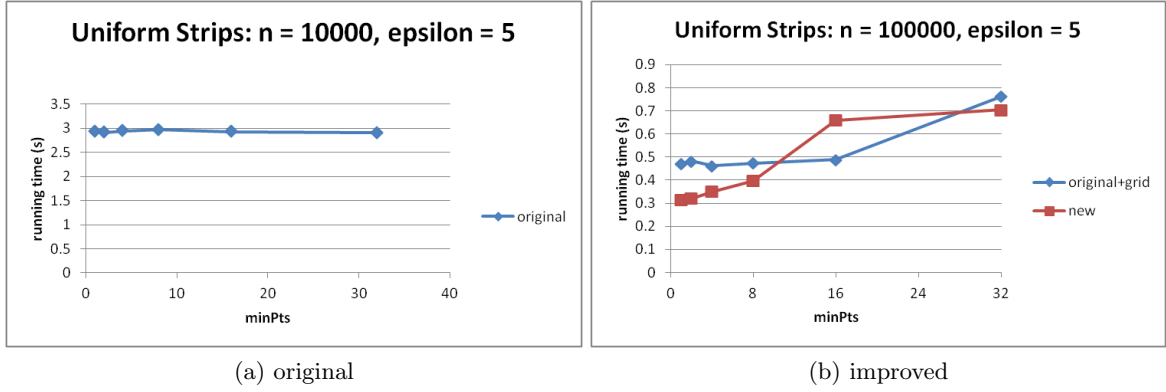 Uniform Strips: n = 10000, epsilon = 5
3.5
3
2.5
2
1.5
1
0.5
0
running time (s)
0 10 20 30 40
minPts
original
(a) original
Uniform Strips: n = 100000, epsilon = 5
0.9
0.8
0.7
0.6
0.5
0.4
0.3
0.2
0.1
0
running time (s)
0 8 16 24 32
minPts
original+grid
new
(b) improved